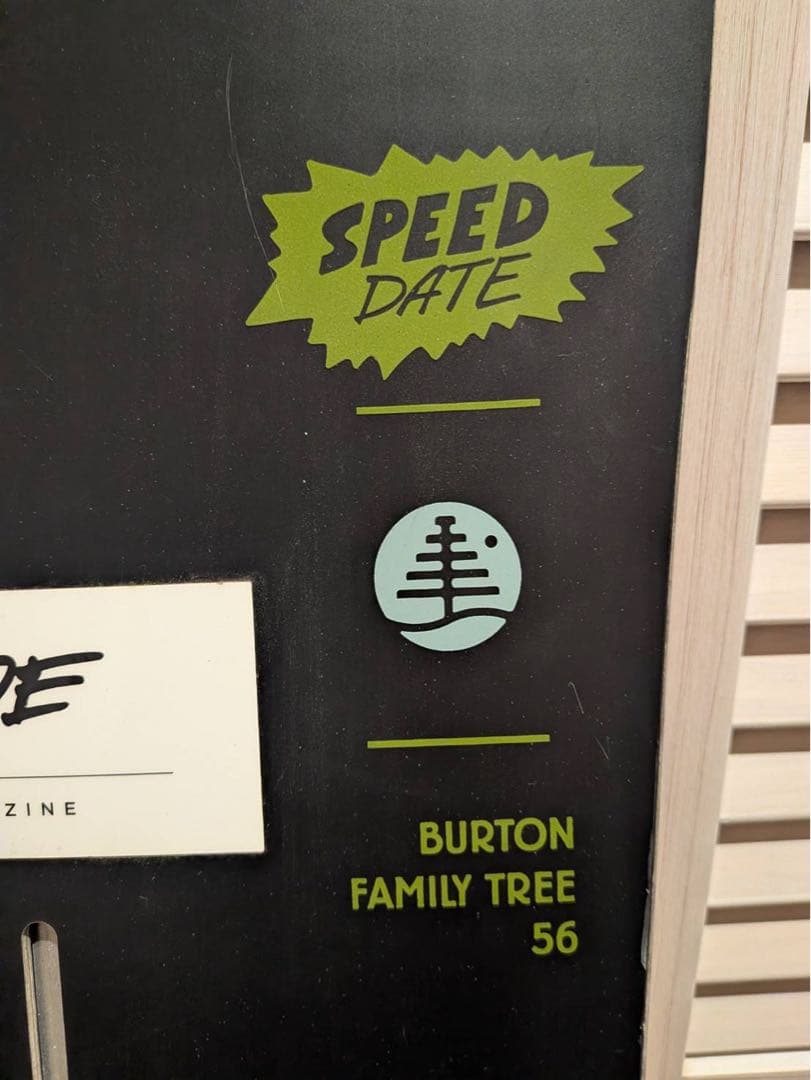 SPEED
DATE
ZINE
BURTON
FAMILY TREE
56